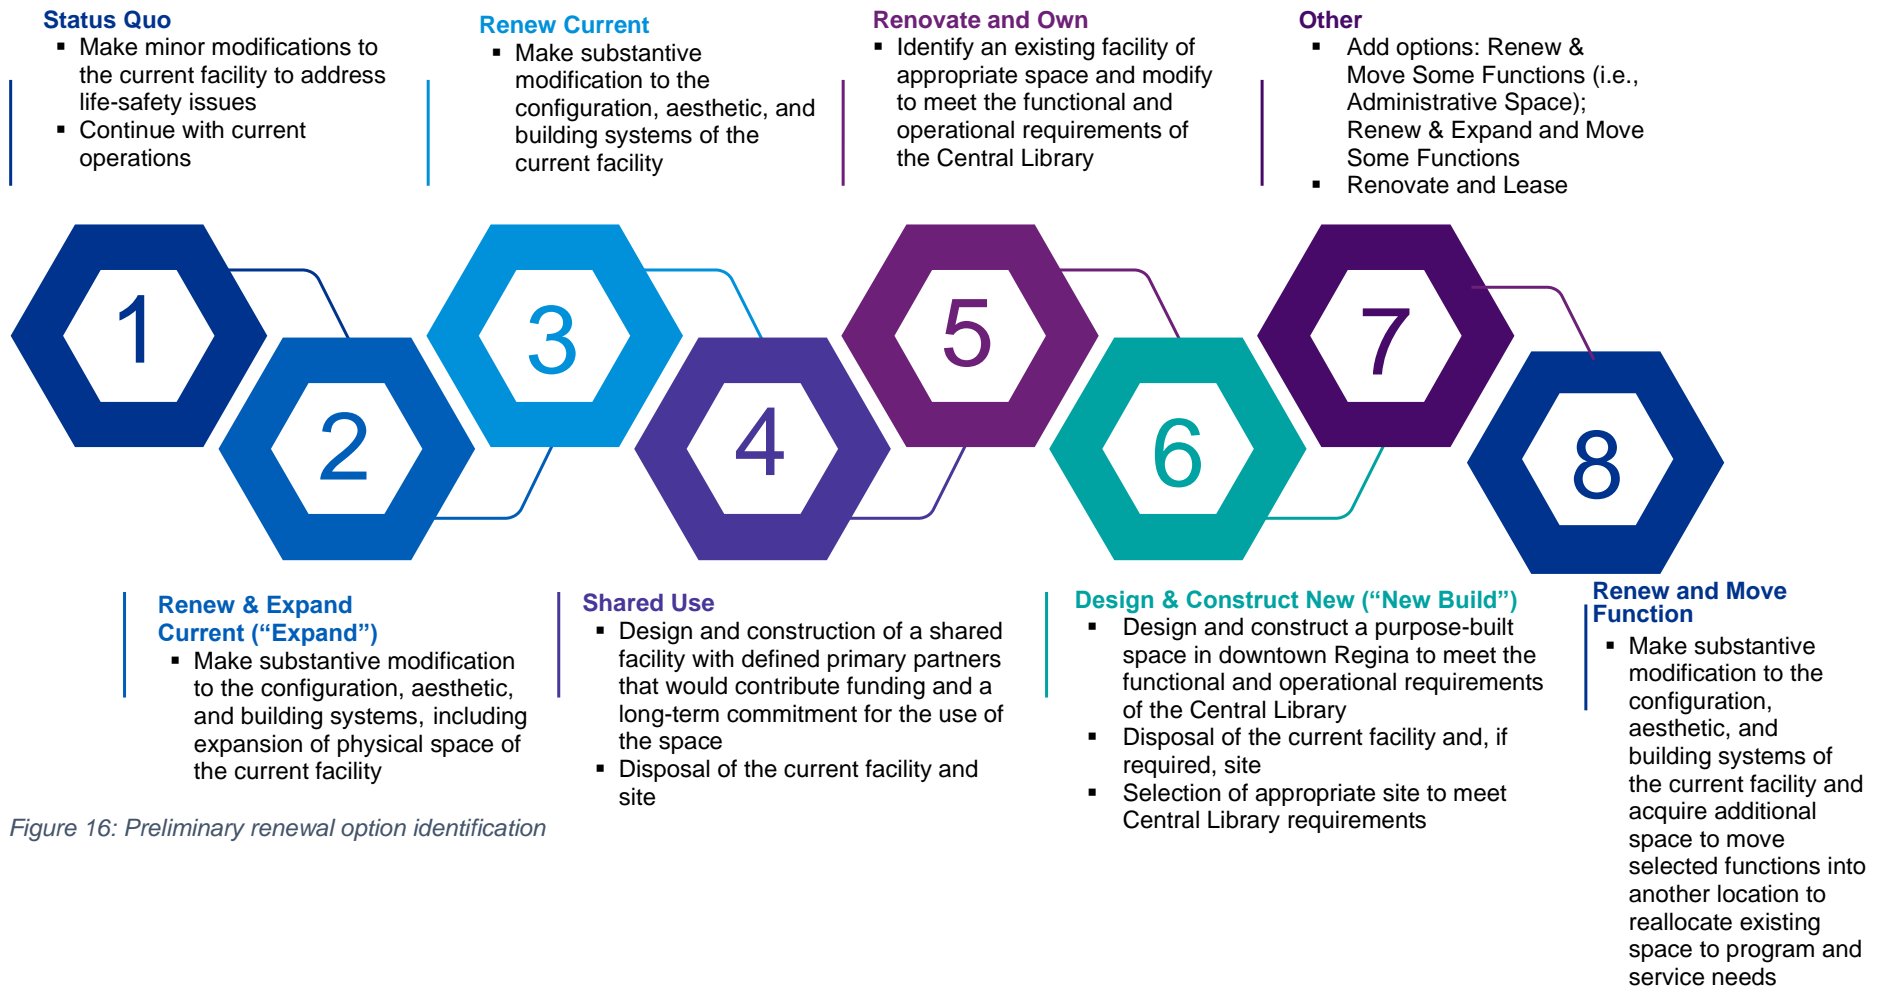 Status Quo
▪ Make minor modifications to
the current facility to address
life-safety issues
▪ Continue with current
operations
Renew Current
▪ Make substantive
modification to the
configuration, aesthetic, and
building systems of the
current facility
Renovate and Own
▪ Identify an existing facility of
appropriate space and modify
to meet the functional and
operational requirements of
the Central Library
Other
▪ Add options: Renew &
Move Some Functions (i.e.,
Administrative Space);
Renew & Expand and Move
Some Functions
▪ Renovate and Lease
1
2
3
4
5
6
7
8
Renew & Expand
Current (“Expand”)
▪ Make substantive modification
to the configuration, aesthetic,
and building systems, including
expansion of physical space of
the current facility
Shared Use
▪ Design and construction of a shared
facility with defined primary partners
that would contribute funding and a
long-term commitment for the use of
the space
▪ Disposal of the current facility and
site
Design & Construct New (“New Build”)
▪ Design and construct a purpose-built
space in downtown Regina to meet the
functional and operational requirements
of the Central Library
▪ Disposal of the current facility and, if
required, site
▪ Selection of appropriate site to meet
Central Library requirements
Renew and Move
Function
▪ Make substantive
modification to the
configuration,
aesthetic, and
building systems of
the current facility and
acquire additional
space to move
selected functions into
another location to
reallocate existing
space to program and
service needs
Figure 16: Preliminary renewal option identification